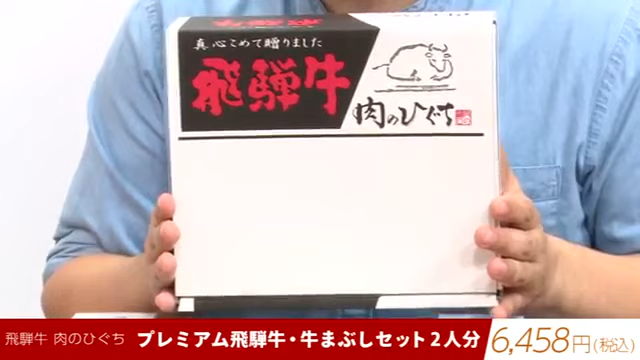 真心こめて贈りました
飛騨牛
肉のひぐち
飛騨牛 肉のひぐち
プレミアム飛騨牛・牛まぶしセット2人分
6,458円(税込)